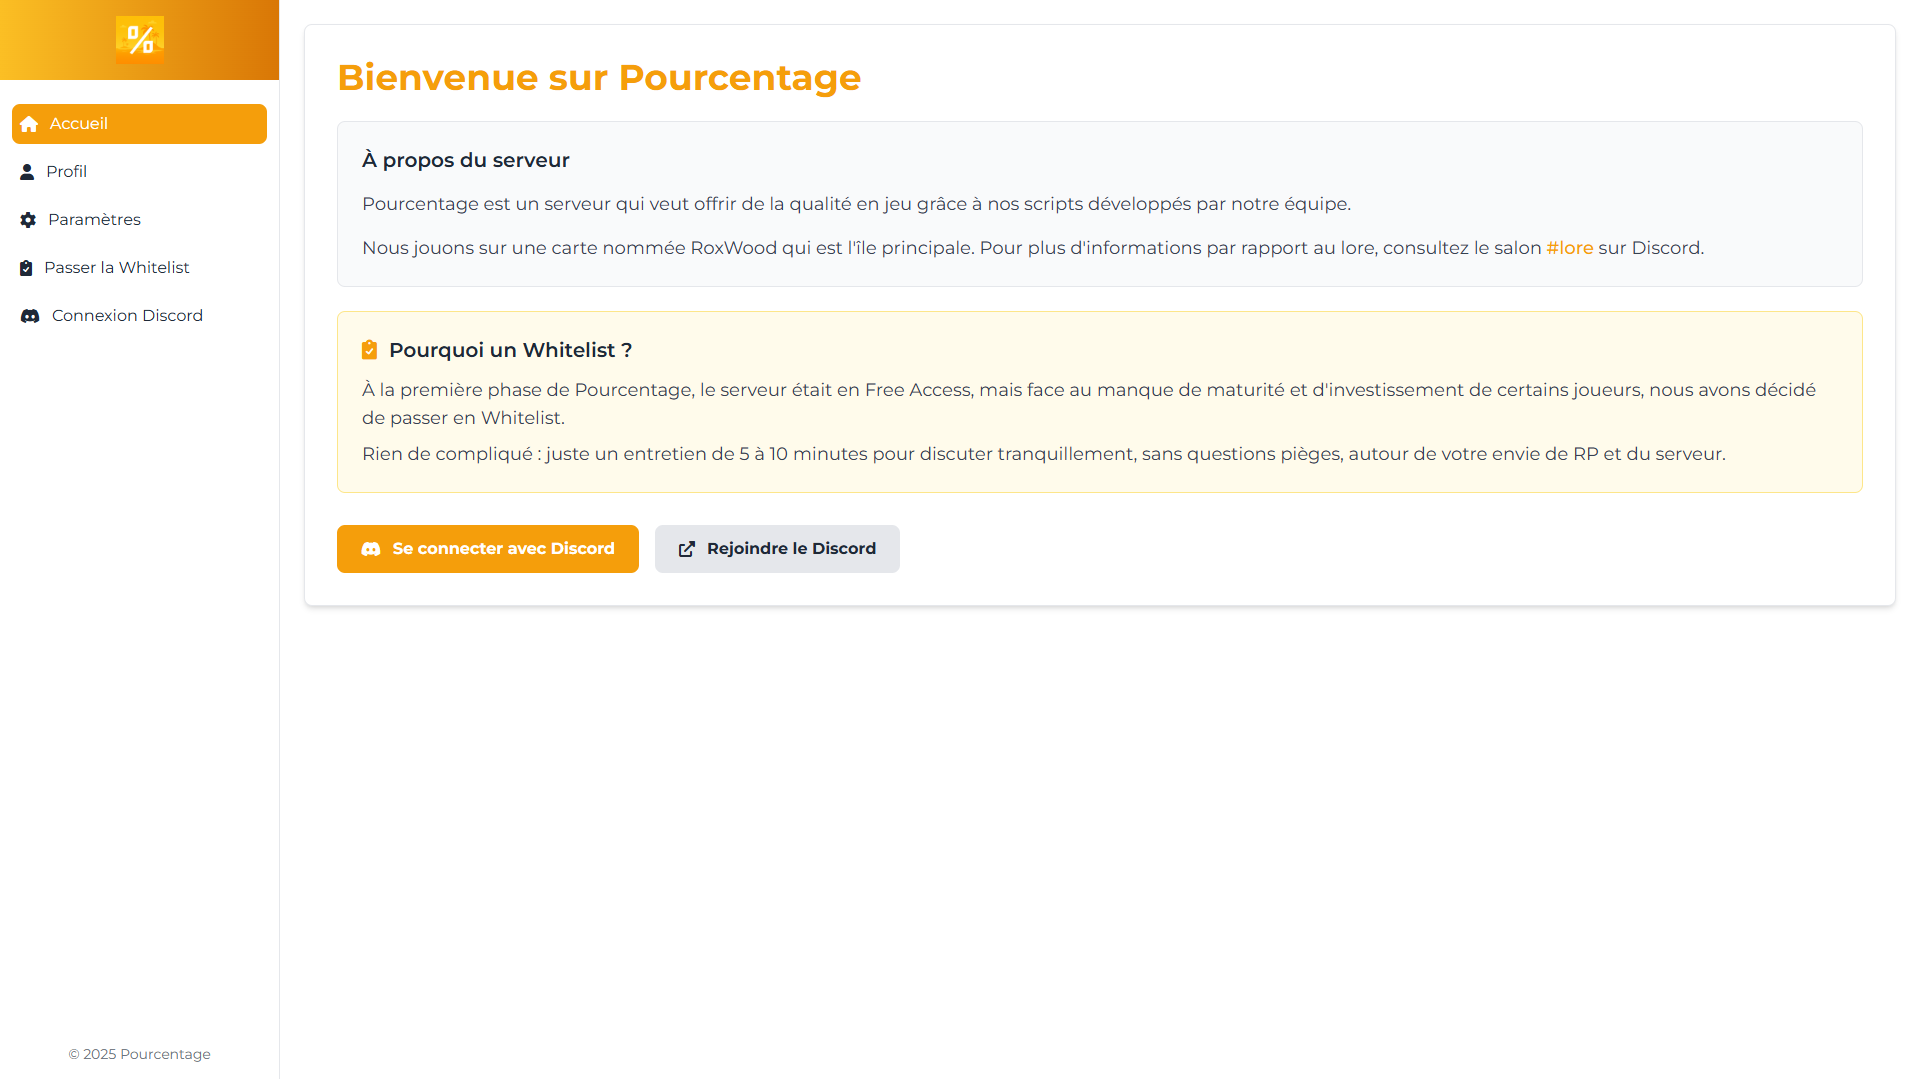 %
Accueil
Profil
Paramètres
Passer la Whitelist
Connexion Discord
© 2025 Pourcentage
Bienvenue sur Pourcentage
À propos du serveur
Pourcentage est un serveur qui veut offrir de la qualité en jeu grâce à nos scripts développés par notre équipe.
Nous jouons sur une carte nommée RoxWood qui est l'île principale. Pour plus d'informations par rapport au lore, consultez le salon #lore sur Discord.
Pourquoi un Whitelist ?
À la première phase de Pourcentage, le serveur était en Free Access, mais face au manque de maturité et d'investissement de certains joueurs, nous avons décidé
de passer en Whitelist.
Rien de compliqué : juste un entretien de 5 à 10 minutes pour discuter tranquillement, sans questions pièges, autour de votre envie de RP et du serveur.
Se connecter avec Discord
Rejoindre le Discord